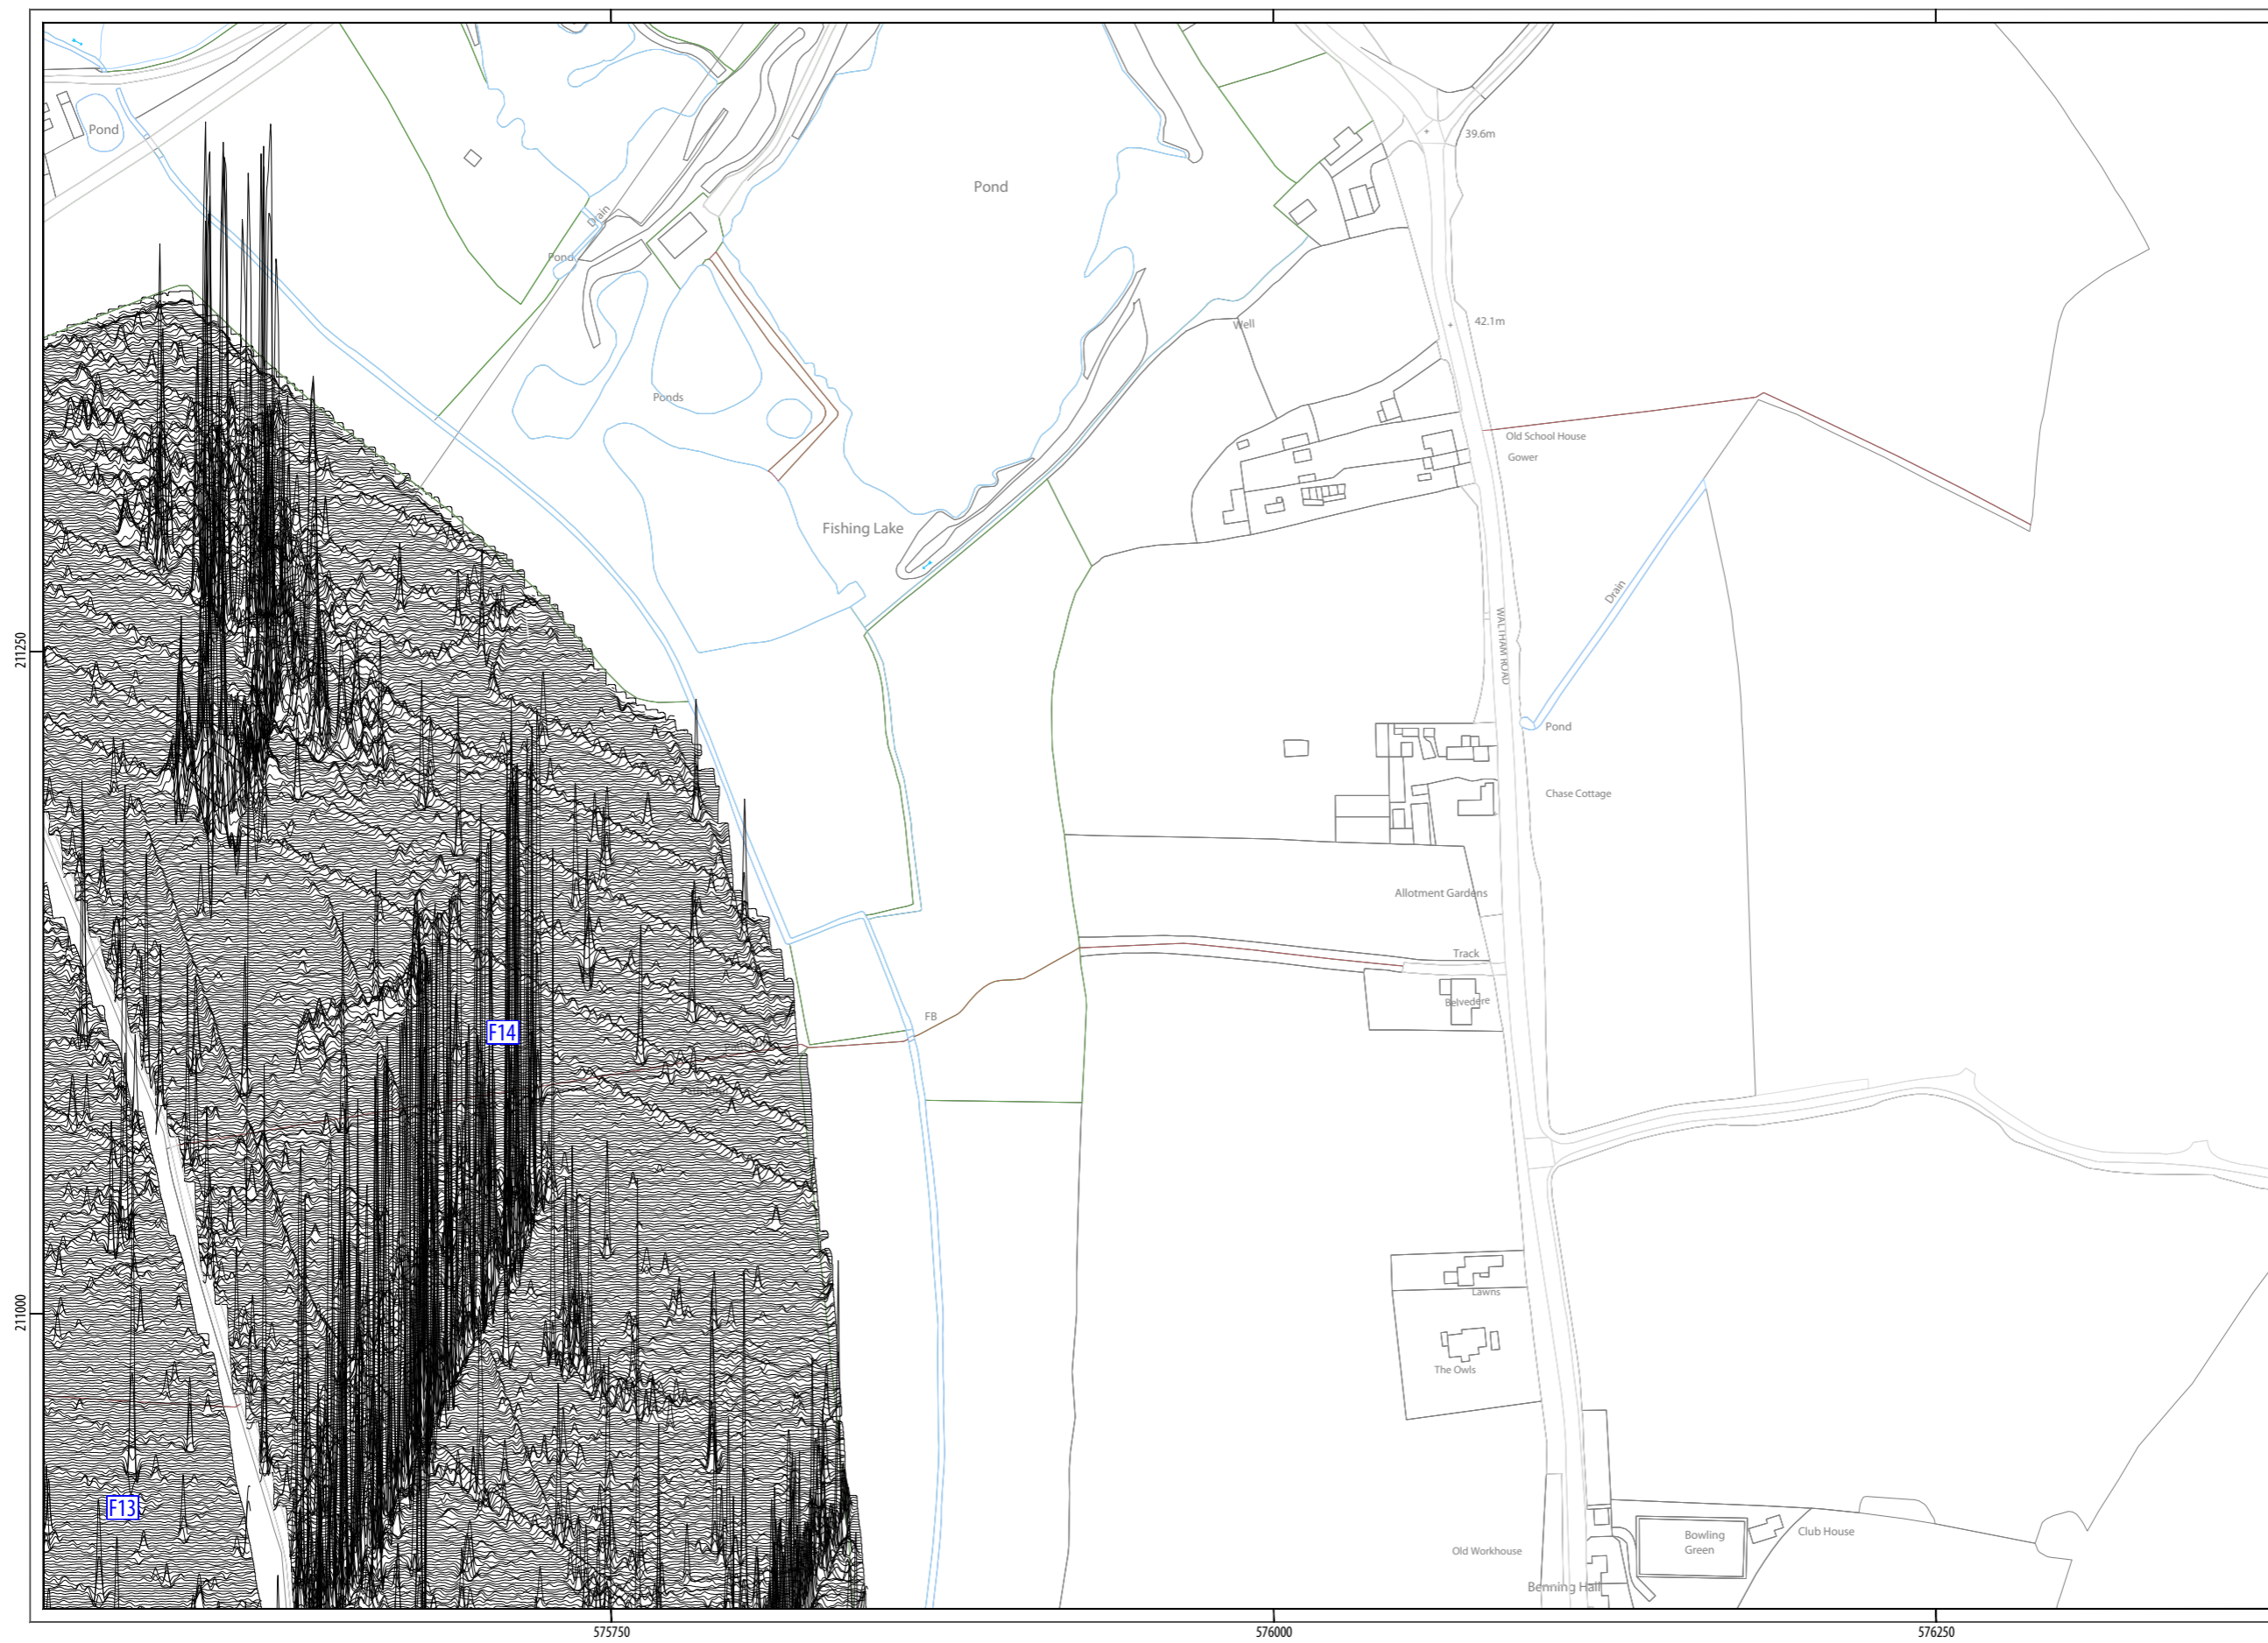 Pond
39.6m
Pond
Drain
Pond
Well
42.1m
Ponds
Old School House
Gower
Fishing Lake
Drain
WALTHAM ROAD
211250
Pond
Chase Cottage
Allotment Gardens
Track
Belvedere
FB
F14
Lawns
211000
The Owls
F13
Bowling
Green
Club House
Old Workhouse
Benning Hall
575750
576000
576250